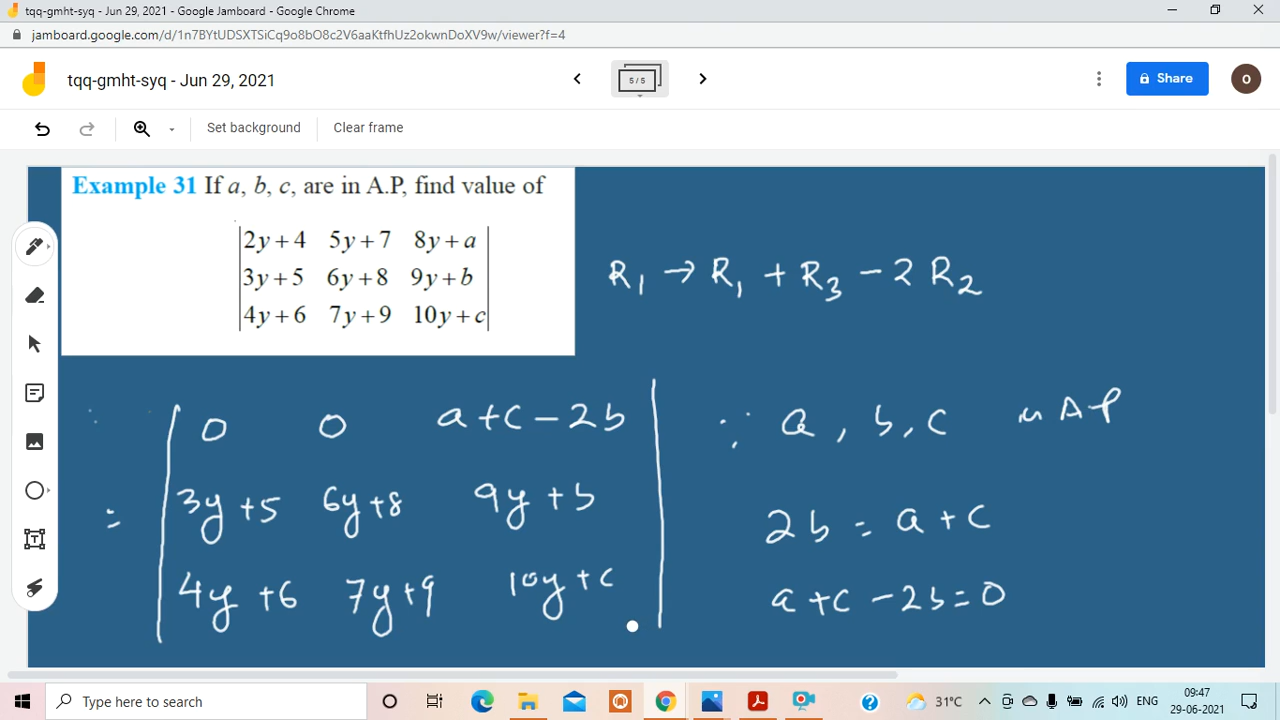 tqq-gmht-syq - Jun 29, 2021 - Google Jamboard - Google Chrome
jamboard.google.com/d/1n7BYtUDSXTSiCq9o8bO8c2V6aaKtfhUz2okwnDoXV9w/viewer?f=4
tqq-gmht-syq - Jun 29, 2021
5 / 5
Share
O
Set background
Clear frame
Example 31 If a, b, c, are in A.P, find value of
2y+4 5y+7 8y+a
3y+5 6y+8 9y+b
4y+6 7y+9 10y+c
R₁ → R₁ + R₃ − 2 R₂
0 0 a+c−2b
= 3y+5 6y+8 9y+b
4y+6 7y+9 10y+c
∵ a, b, c in AP
2b = a+c
a+c−2b=0
Type here to search
31°C
ENG
09:47
29-06-2021